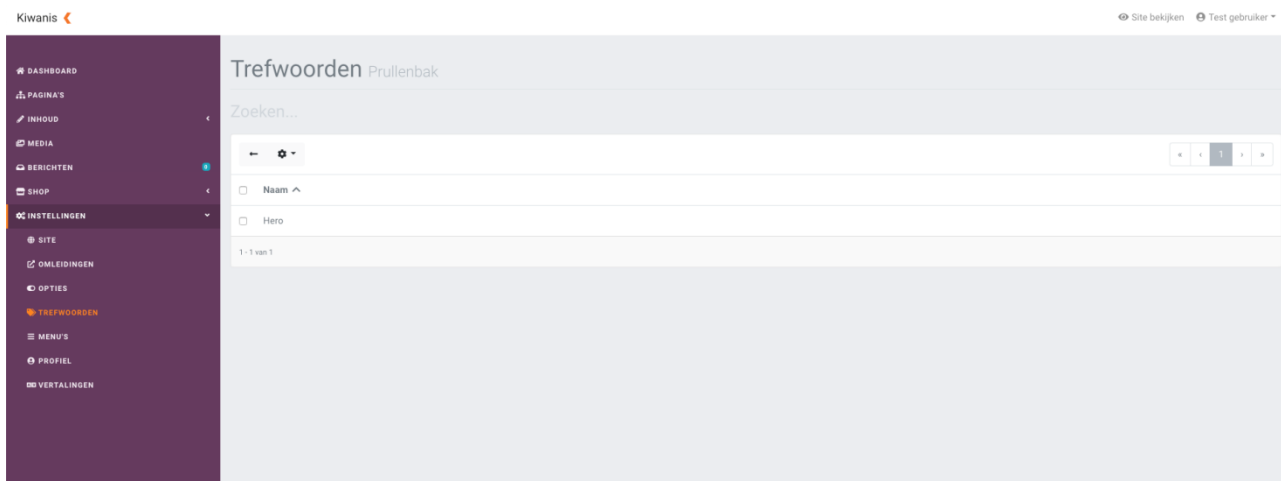 Kiwanis
Site bekijken Test gebruiker
DASHBOARD
PAGINA'S
INHOUD
MEDIA
BERICHTEN 0
SHOP
INSTELLINGEN
SITE
OMLEIDINGEN
OPTIES
TREFWOORDEN
MENU'S
PROFIEL
VERTALINGEN
Trefwoorden Prullenbak
Zoeken...
« ‹ 1 › »
Naam
Hero
1 - 1 van 1